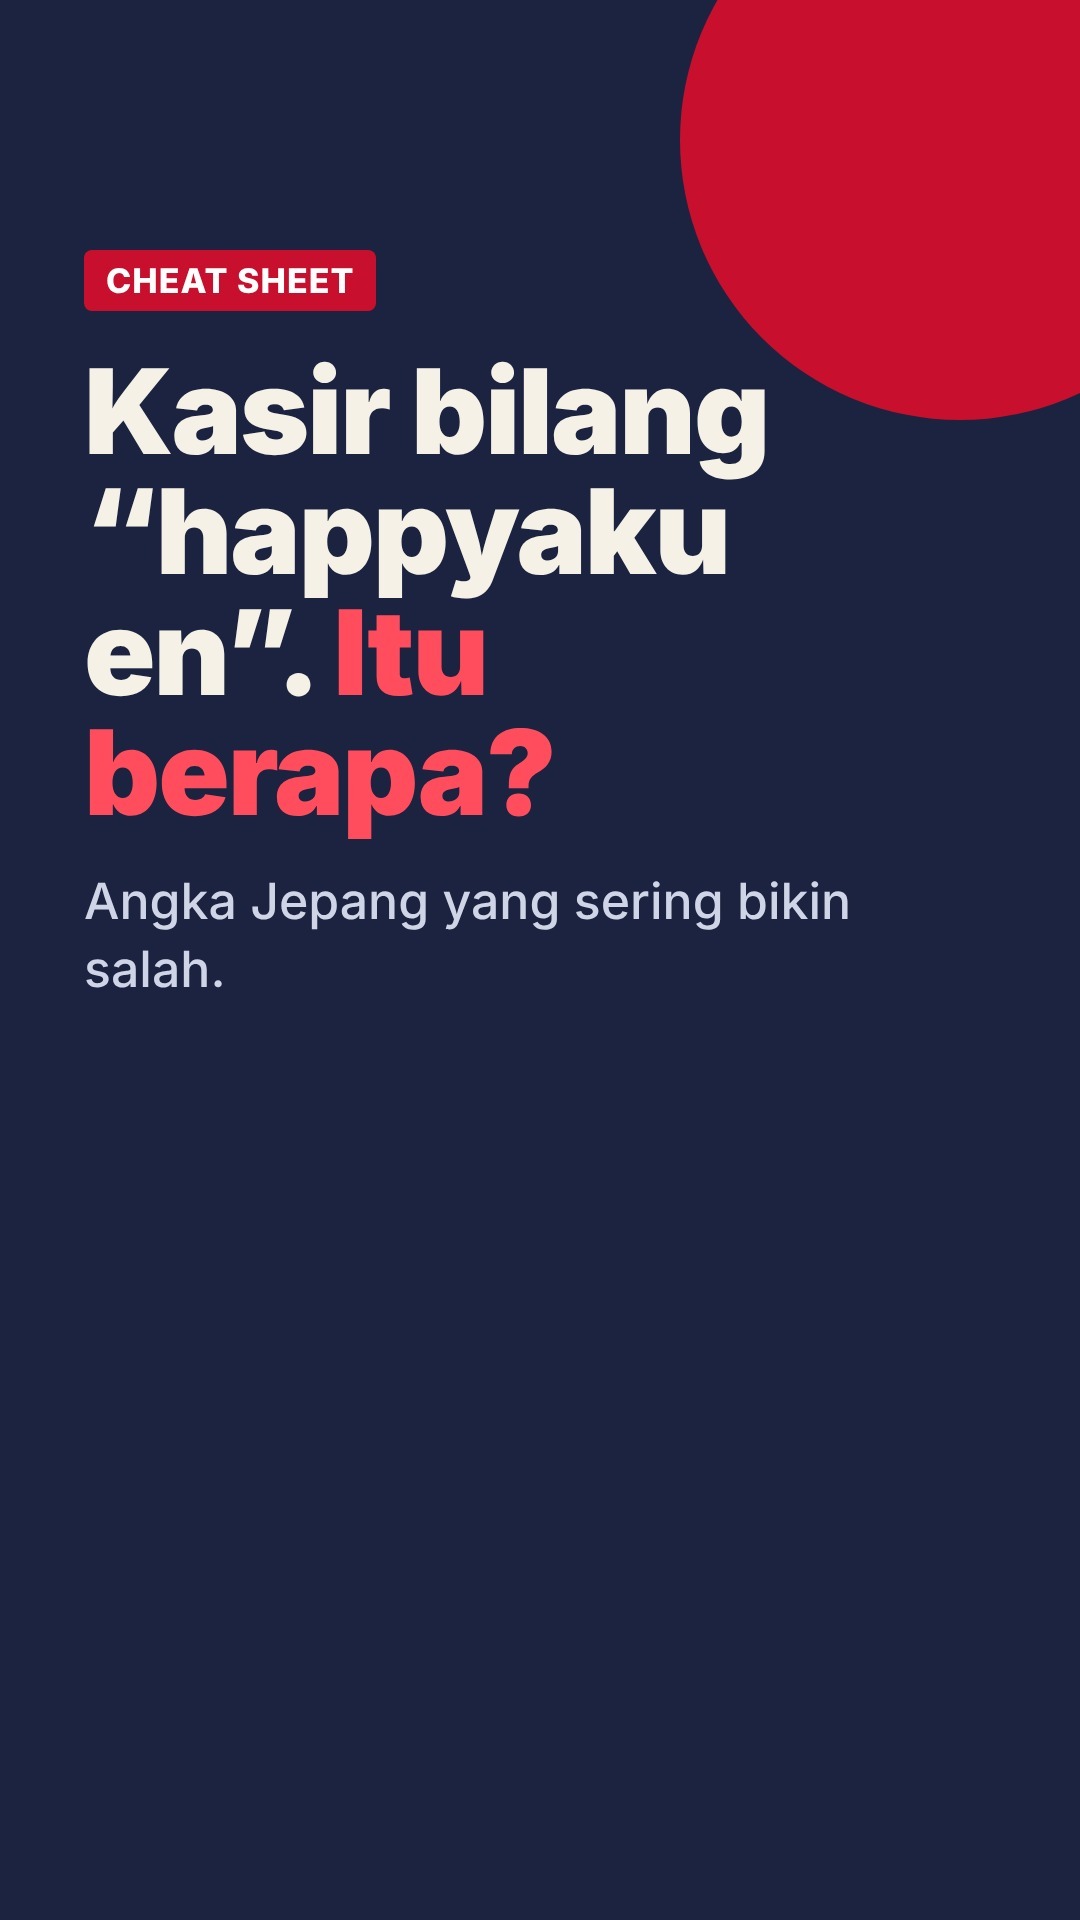 CHEAT SHEET
Kasir bilang
“happyaku
en”. Itu
berapa?
Angka Jepang yang sering bikin
salah.